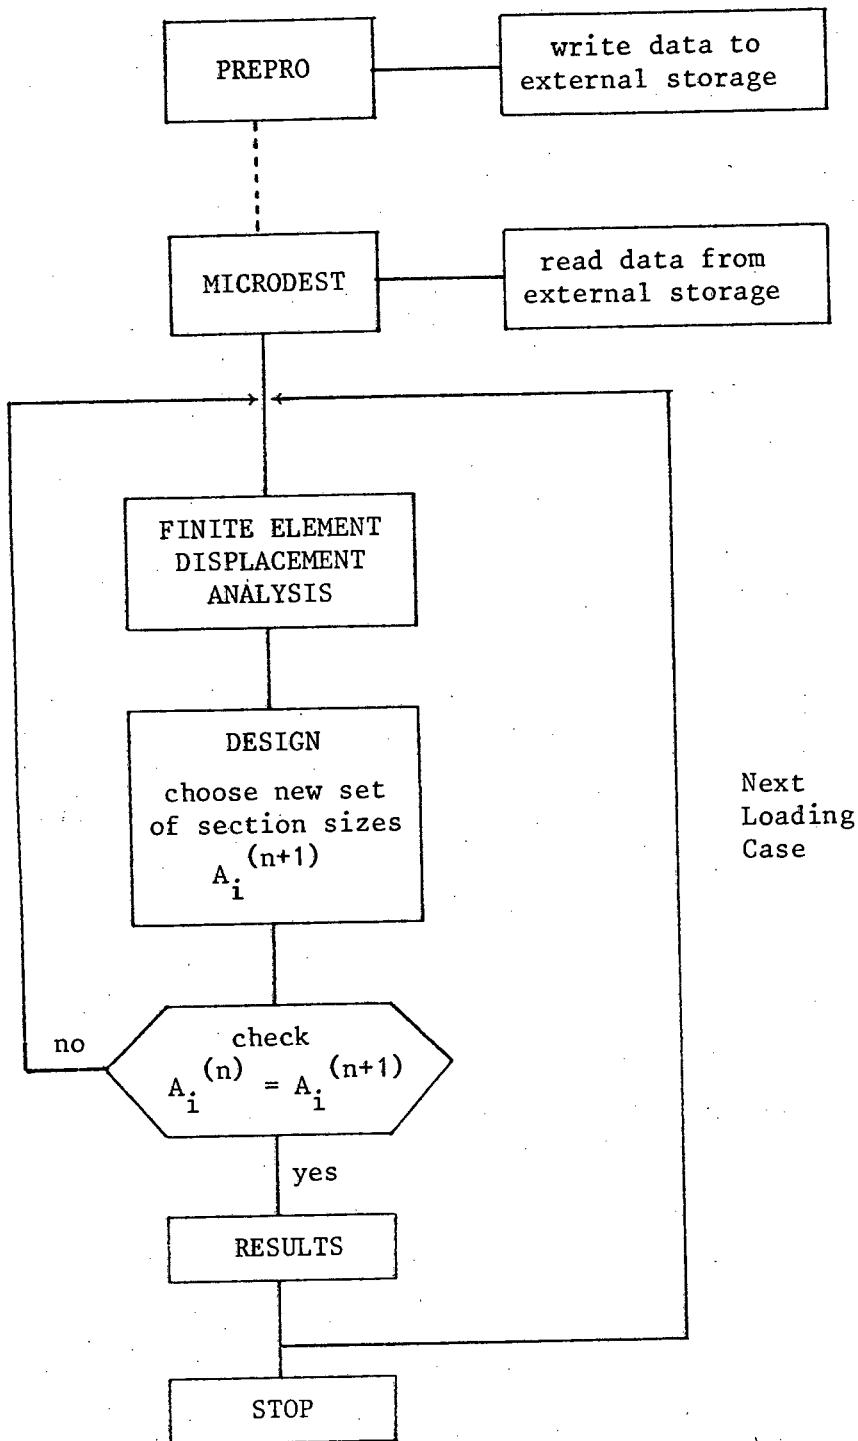 PREPRO
write data to
external storage
MICRODEST
read data from
external storage
FINITE ELEMENT
DISPLACEMENT
ANALYSIS
DESIGN
choose new set
of section sizes
A_i^(n+1)
Next
Loading
Case
no
check
A_i^(n) = A_i^(n+1)
yes
RESULTS
STOP